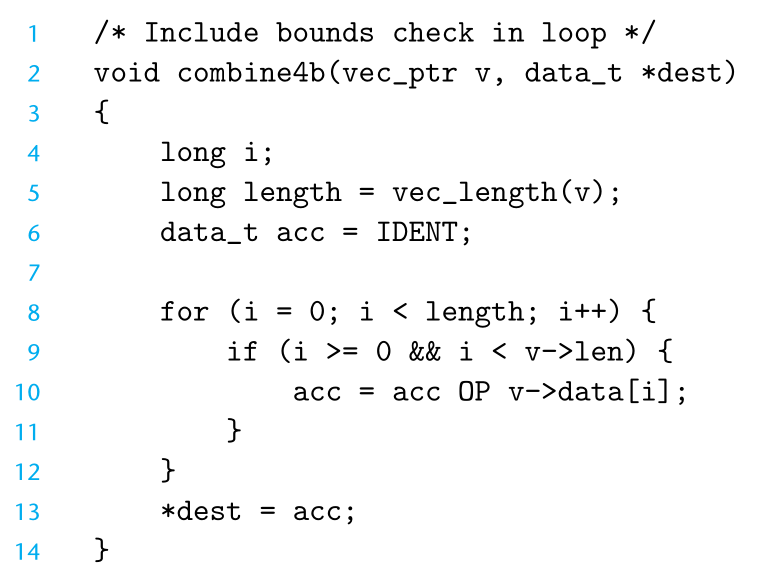 1 /* Include bounds check in loop */
2 void combine4b(vec_ptr v, data_t *dest)
3 {
4     long i;
5     long length = vec_length(v);
6     data_t acc = IDENT;
7
8     for (i = 0; i < length; i++) {
9         if (i >= 0 && i < v->len) {
10             acc = acc OP v->data[i];
11         }
12     }
13     *dest = acc;
14 }